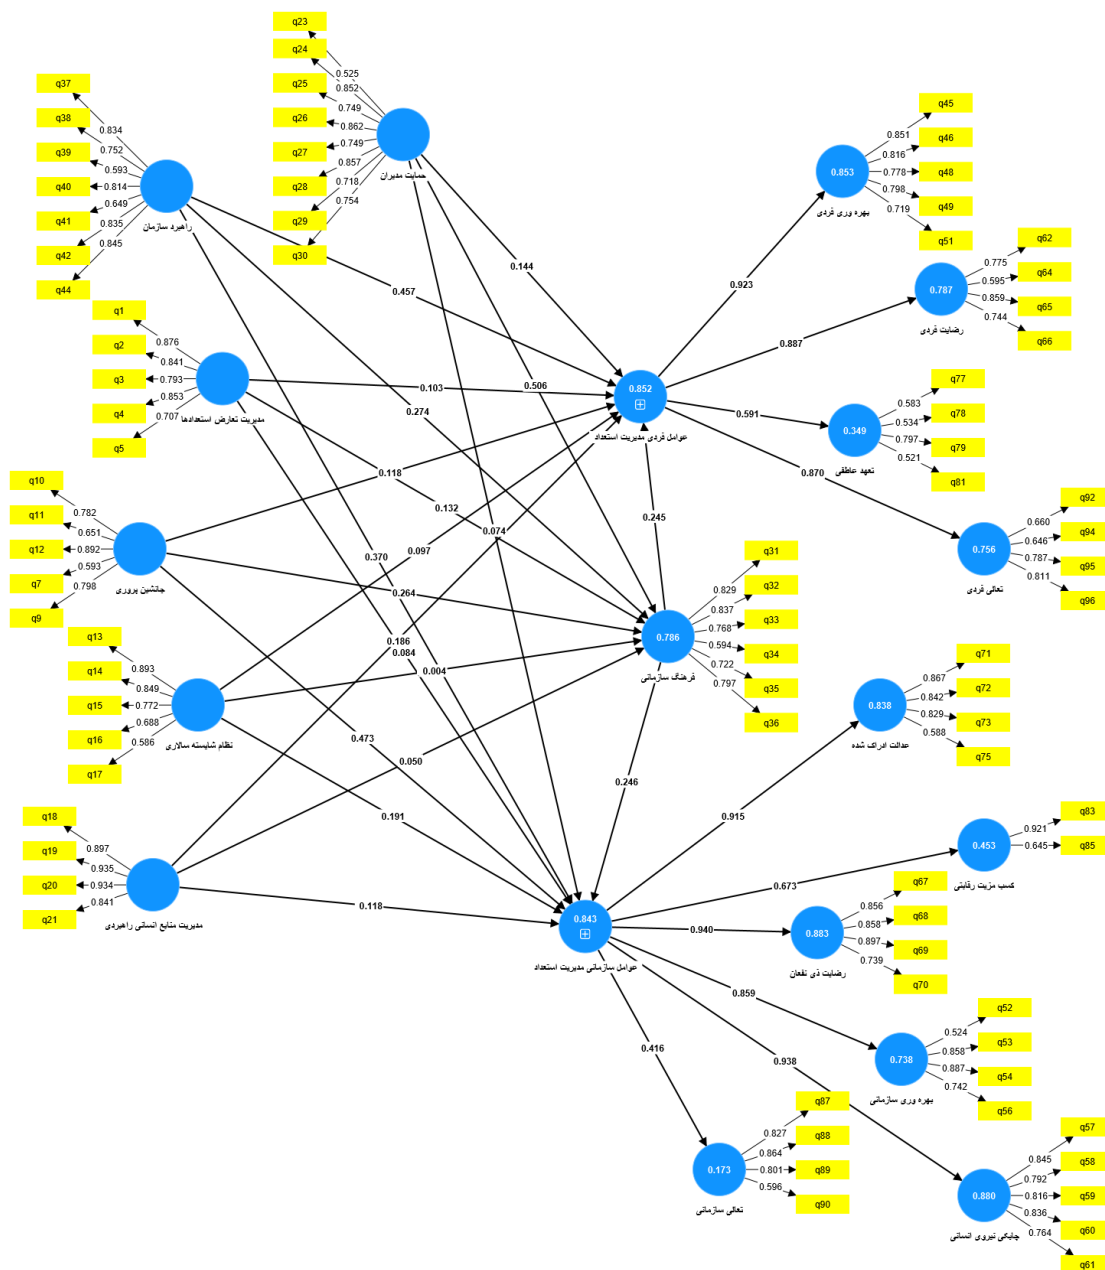 q23
q24
q25
q26
q27
q28
q29
q30
0.525
0.852
0.749
0.862
0.749
0.857
0.718
0.754
حمایت مدیران
q37
q38
q39
q40
q41
q42
q44
0.834
0.752
0.593
0.814
0.649
0.835
0.845
راهبرد سازمان
q1
q2
q3
q4
q5
0.876
0.841
0.793
0.853
0.707
مدیریت تعارض استعدادها
q10
q11
q12
q7
q9
0.782
0.651
0.892
0.593
0.798
جانشین پروری
q13
q14
q15
q16
q17
0.893
0.849
0.772
0.688
0.586
نظام شایسته سالاری
q18
q19
q20
q21
0.897
0.935
0.934
0.841
مدیریت منابع انسانی راهبردی
0.144
0.457
0.103
0.506
0.274
0.118
0.132
0.074
0.097
0.370
0.264
0.186
0.084
0.004
0.473
0.050
0.191
0.118
0.245
0.246
0.852
عوامل فردی مدیریت استعداد
0.786
فرهنگ سازمانی
q31
q32
q33
q34
q35
q36
0.829
0.837
0.768
0.594
0.722
0.797
0.843
عوامل سازمانی مدیریت استعداد
0.923
0.887
0.591
0.870
0.853
بهره وری فردی
q45
q46
q48
q49
q51
0.851
0.816
0.778
0.798
0.719
0.787
رضایت فردی
q62
q64
q65
q66
0.775
0.595
0.859
0.744
0.349
تعهد عاطفی
q77
q78
q79
q81
0.583
0.534
0.797
0.521
0.756
تعالی فردی
q92
q94
q95
q96
0.660
0.646
0.787
0.811
0.915
0.673
0.940
0.859
0.938
0.416
0.838
عدالت ادراک شده
q71
q72
q73
q75
0.867
0.842
0.829
0.588
0.453
کسب مزیت رقابتی
q83
q85
0.921
0.645
0.883
رضایت ذی نفعان
q67
q68
q69
q70
0.856
0.858
0.897
0.739
0.738
بهره وری سازمانی
q52
q53
q54
q56
0.524
0.858
0.887
0.742
0.880
چابکی نیروی انسانی
q57
q58
q59
q60
q61
0.845
0.792
0.816
0.836
0.764
0.173
تعالی سازمانی
q87
q88
q89
q90
0.827
0.864
0.801
0.596